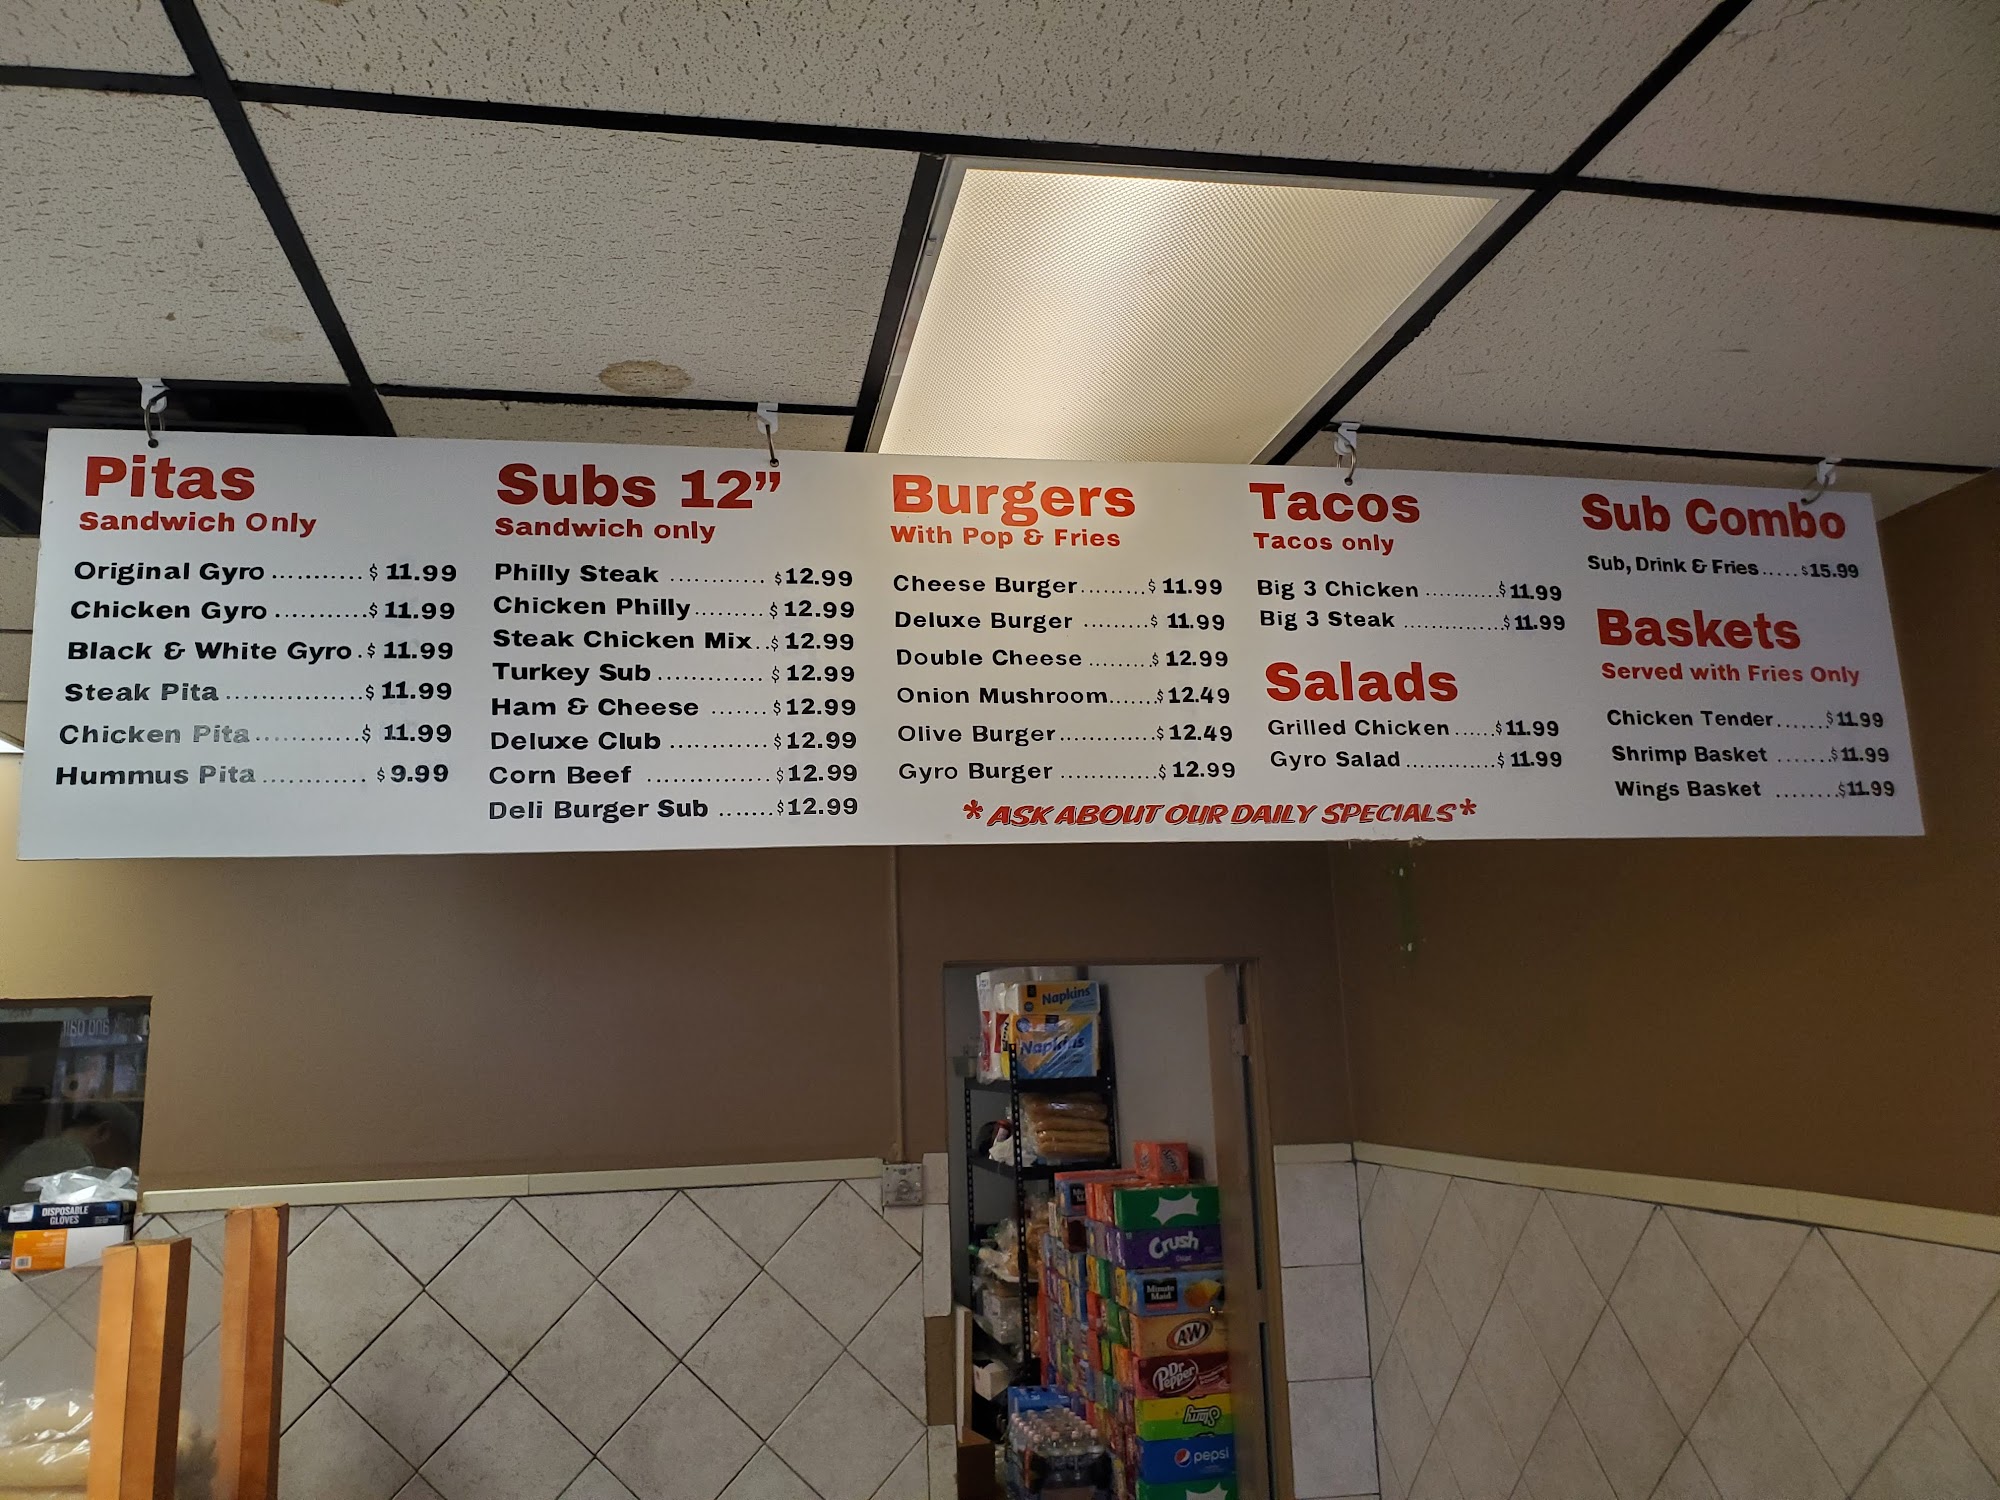 Pitas
Sandwich Only
Original Gyro ........... $ 11.99
Chicken Gyro ...........$ 11.99
Black & White Gyro.$ 11.99
Steak Pita ................$ 11.99
Chicken Pita............$ 11.99
Hummus Pita ............ $ 9.99
Subs 12”
Sandwich only
Philly Steak ............ $12.99
Chicken Philly.........$ 12.99
Steak Chicken Mix..$ 12.99
Turkey Sub ............. $ 12.99
Ham & Cheese .......$ 12.99
Deluxe Club ............$ 12.99
Corn Beef ...............$ 12.99
Deli Burger Sub .......$12.99
Burgers
With Pop & Fries
Cheese Burger.........$ 11.99
Deluxe Burger .........$ 11.99
Double Cheese ........$ 12.99
Onion Mushroom......$12.49
Olive Burger............$ 12.49
Gyro Burger ............$ 12.99
Tacos
Tacos only
Big 3 Chicken ...........$ 11.99
Big 3 Steak ..............$ 11.99
Salads
Grilled Chicken ......$ 11.99
Gyro Salad .............$ 11.99
*ASK ABOUT OUR DAILY SPECIALS*
Sub Combo
Sub, Drink & Fries.....$15.99
Baskets
Served with Fries Only
Chicken Tender.......$11.99
Shrimp Basket .......$11.99
Wings Basket ........$11.99
Napkins
Napkins
DISPOSABLE
GLOVES
Crush
Minute
Maid
A&W
Dr
Pepper
Slurry
pepsi